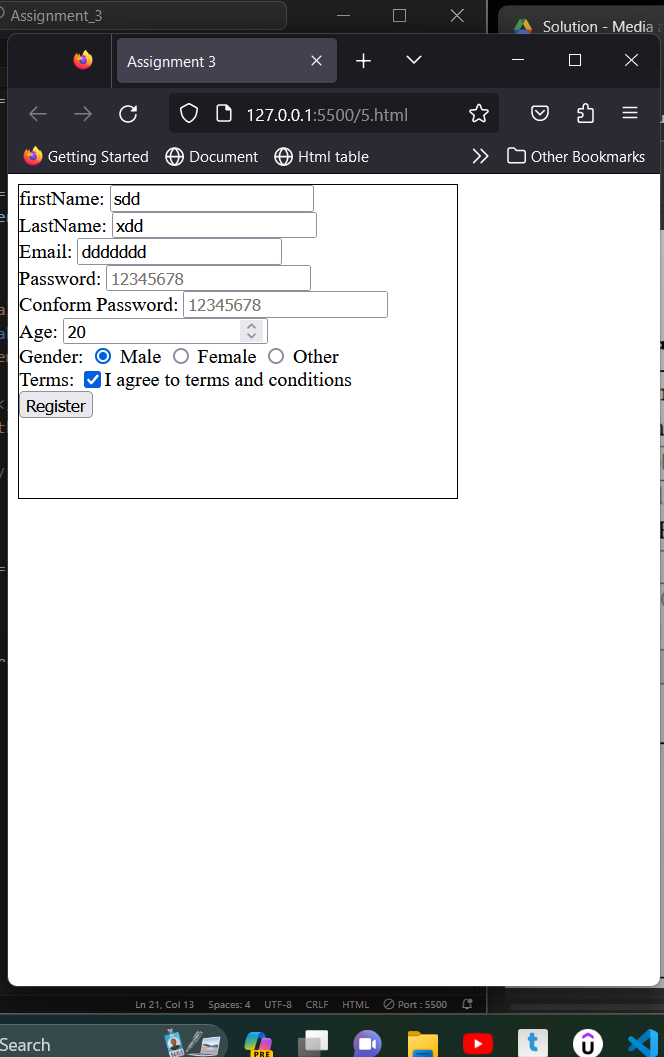 Assignment_3
Solution - Media
Assignment 3
127.0.0.1:5500/5.html
Getting Started Document Html table Other Bookmarks
firstName: sdd
LastName: xdd
Email: ddddddd
Password: 12345678
Conform Password: 12345678
Age: 20
Gender: Male Female Other
Terms: I agree to terms and conditions
Register
Ln 21, Col 13 Spaces: 4 UTF-8 CRLF HTML Port : 5500
Search
PRE
t